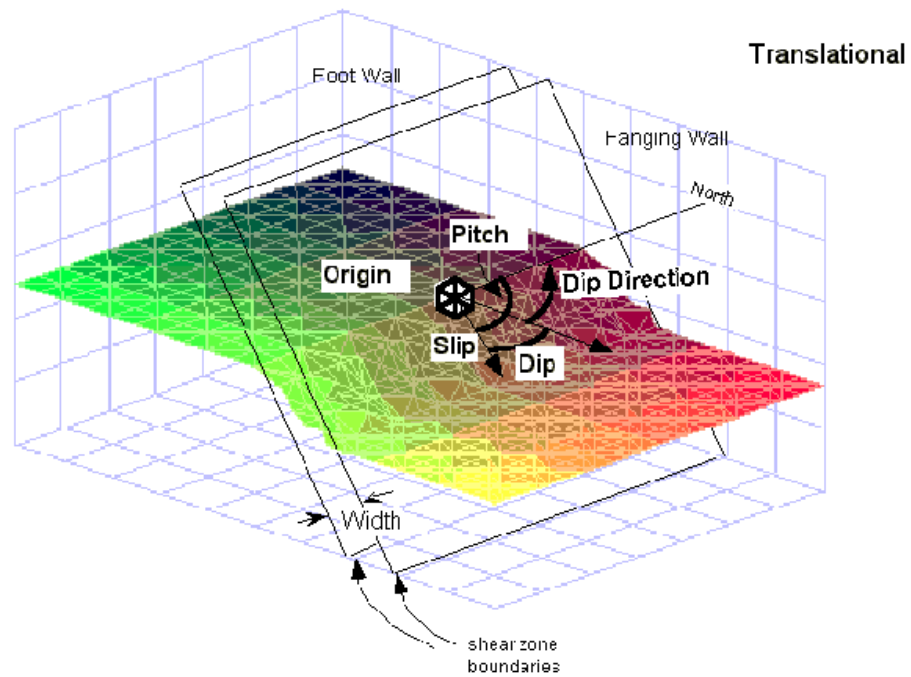 Translational
Foot Wall
Fanging Wall
North
Pitch
Origin
Dip Direction
Slip
Dip
Width
shear zone
boundaries